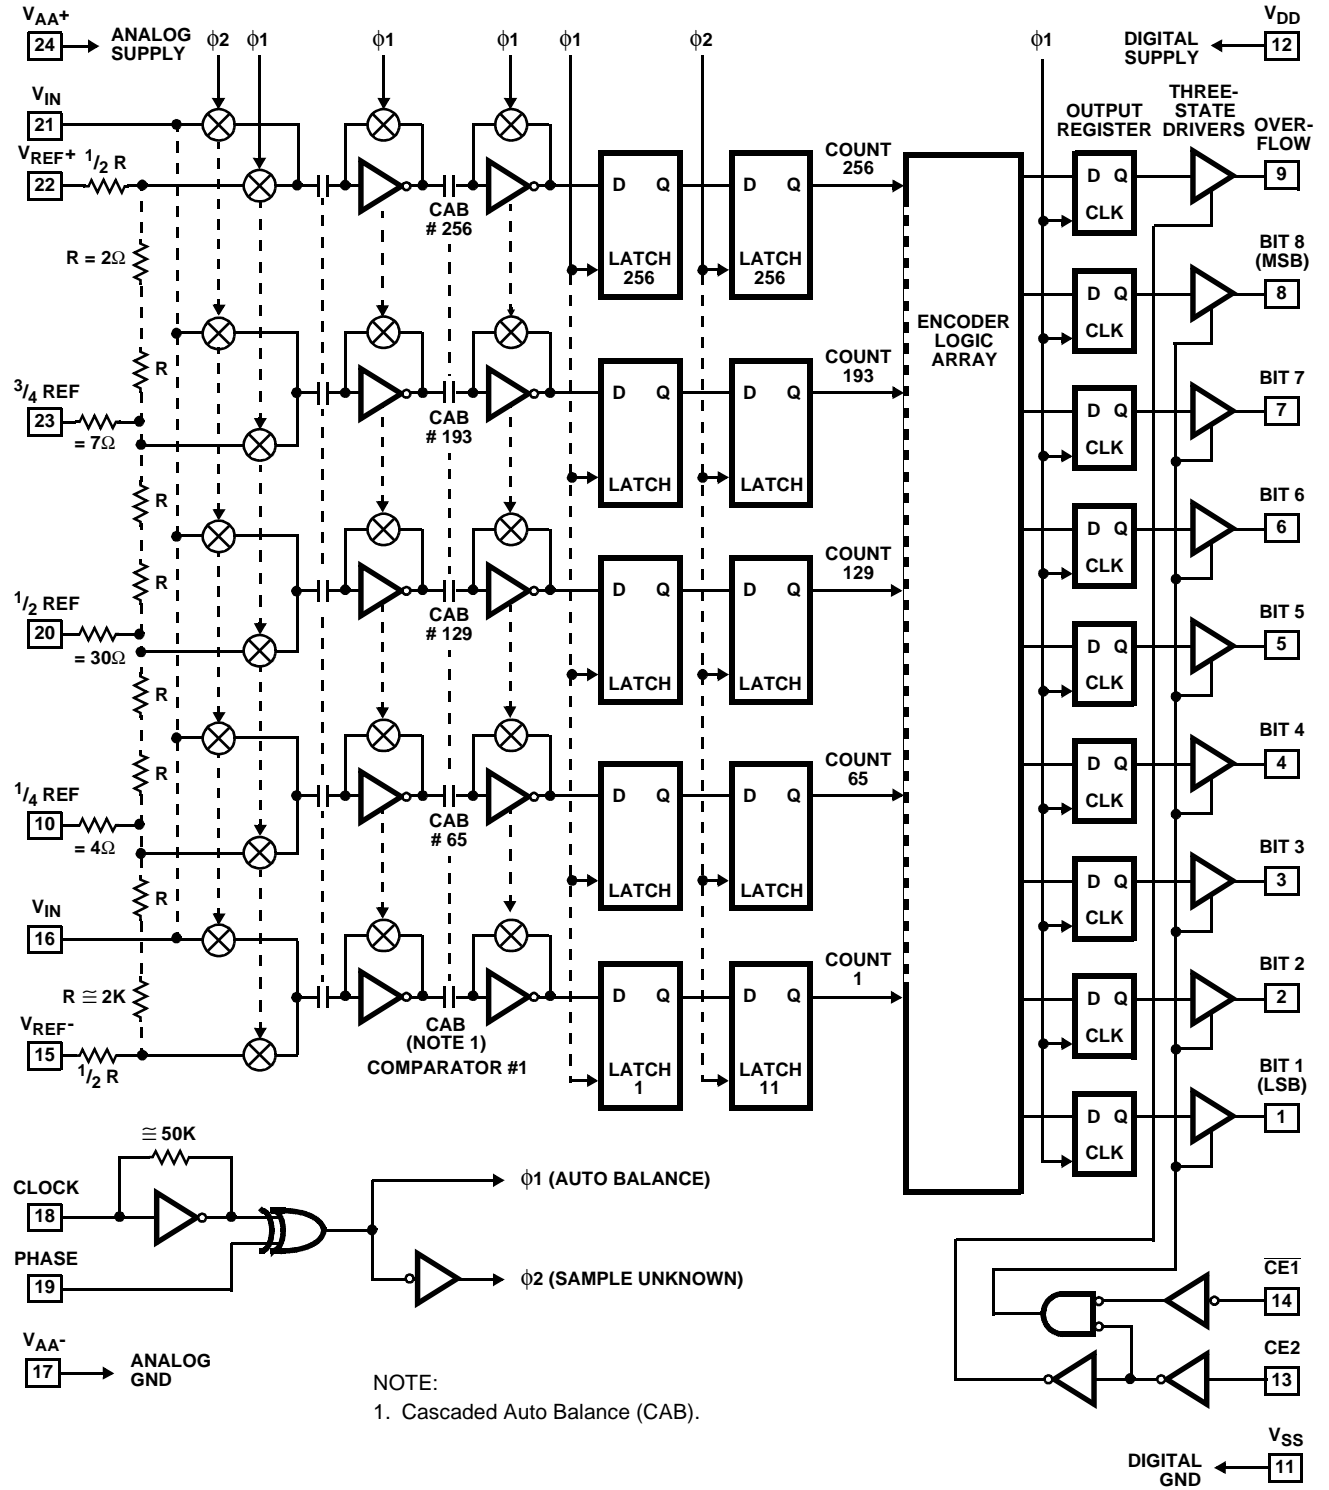 VAA+
24
ANALOG
SUPPLY
ϕ2
ϕ1
ϕ1
ϕ1
ϕ1
ϕ2
ϕ1
DIGITAL
SUPPLY
VDD
12
VIN
21
VREF+
22
1/2 R
R = 2Ω
R
3/4 REF
23
= 7Ω
R
R
1/2 REF
20
= 30Ω
R
R
1/4 REF
10
= 4Ω
R
VIN
16
R ≅ 2K
VREF-
15
1/2 R
CAB
# 256
CAB
# 193
CAB
# 129
CAB
# 65
CAB
(NOTE 1)
COMPARATOR #1
D Q
LATCH
256
D Q
LATCH
256
COUNT
256
D Q
LATCH
D Q
LATCH
COUNT
193
D Q
LATCH
D Q
LATCH
COUNT
129
D Q
LATCH
D Q
LATCH
COUNT
65
D Q
LATCH
1
D Q
LATCH
11
COUNT
1
ENCODER
LOGIC
ARRAY
OUTPUT
REGISTER
THREE-
STATE
DRIVERS
OVER-
FLOW
D Q
CLK
9
BIT 8
(MSB)
D Q
CLK
8
BIT 7
D Q
CLK
7
BIT 6
D Q
CLK
6
BIT 5
D Q
CLK
5
BIT 4
D Q
CLK
4
BIT 3
D Q
CLK
3
BIT 2
D Q
CLK
2
BIT 1
(LSB)
D Q
CLK
1
≅ 50K
CLOCK
18
PHASE
19
ϕ1 (AUTO BALANCE)
ϕ2 (SAMPLE UNKNOWN)
VAA-
17
ANALOG
GND
CE1
14
CE2
13
VSS
11
DIGITAL
GND
NOTE:
1. Cascaded Auto Balance (CAB).